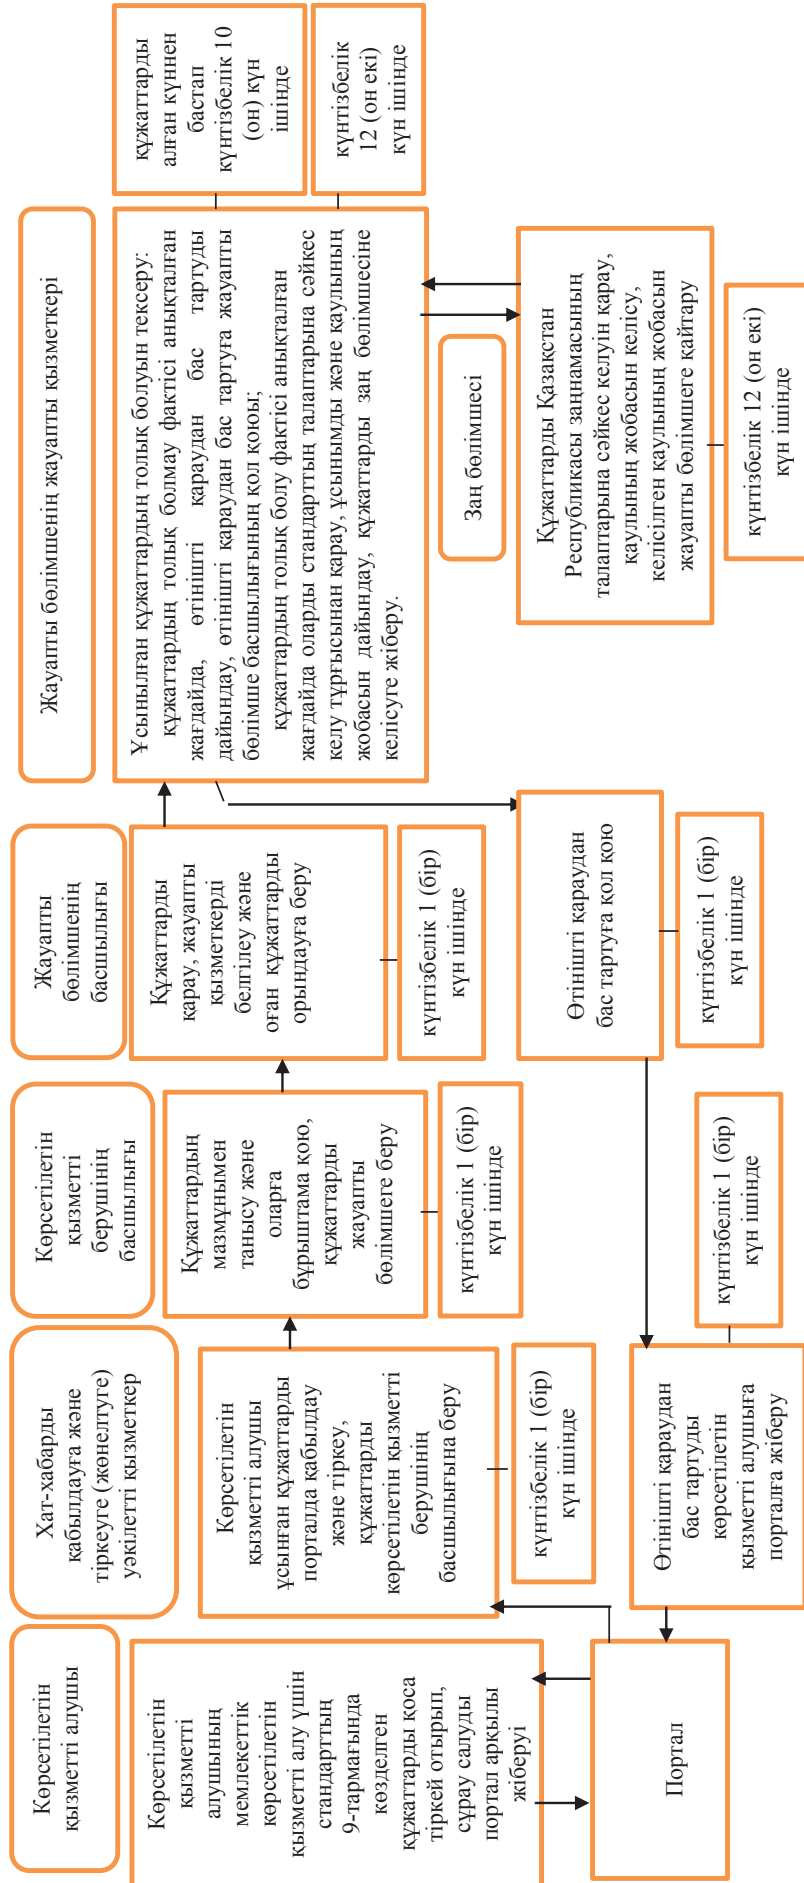 Көрсетілетін
қызметті алушы
Хат-хабарды
қабылдауға және
тіркеуге (жөнелтуге)
уәкілетті қызметкер
Көрсетілетін
қызметті
берушінің
басшылығы
Жауапты
бөлімшенің
басшылығы
Жауапты бөлімшенің жауапты қызметкері
Көрсетілетін
қызметті
алушының
мемлекеттік
көрсетілетін
қызметті алу үшін
стандарттың
9-тармағында
көзделген
құжаттарды қоса
тіркей отырып,
сұрау салуды
портал арқылы
жіберуі
Көрсетілетін
қызметті алушы
ұсынған құжаттарды
порталда қабылдау
және тіркеу,
құжаттарды
көрсетілетін қызметті
берушінің
басшылығына беру
күнтізбелік 1 (бір)
күн ішінде
Құжаттардың
мазмұнымен
танысу және
оларға
бұрыштама қою,
құжаттарды
жауапты
бөлімшеге беру
күнтізбелік 1 (бір)
күн ішінде
Құжаттарды
қарау, жауапты
қызметкерді
белгілеу және
оған құжаттарды
орындауға беру
күнтізбелік 1 (бір)
күн ішінде
Ұсынылған құжаттардың толық болуын тексеру:
құжаттардың толық болмау фактісі анықталған
жағдайда, өтінішті қараудан бас тартуды
дайындау, өтінішті қараудан бас тартуға жауапты
бөлімше басшылығының қол қоюы;
құжаттардың толық болу фактісі анықталған
жағдайда оларды стандарттың талаптарына сәйкес
келу тұрғысынан қарау, ұсынымды және қаулының
жобасын дайындау, құжаттарды заң бөлімшесіне
келісуге жіберу.
құжаттарды
алған күннен
бастап
күнтізбелік 10
(он) күн
ішінде
күнтізбелік
12 (он екі)
күн ішінде
Заң бөлімшесі
Құжаттарды Қазақстан
Республикасы заңнамасының
талаптарына сәйкес келуін қарау,
қаулының жобасын келісу,
келісілген қаулының жобасын
жауапты бөлімшеге қайтару
күнтізбелік 12 (он екі)
күн ішінде
Өтінішті қараудан
бас тартуға қол қою
күнтізбелік 1 (бір)
күн ішінде
Өтінішті қараудан
бас тартуды
көрсетілетін
қызметті алушыға
порталға жіберу
күнтізбелік 1 (бір)
күн ішінде
Портал